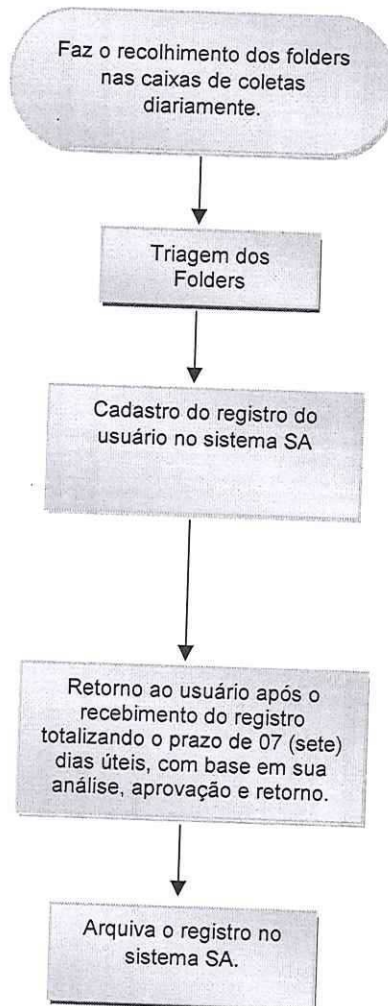 Faz o recolhimento dos folders
nas caixas de coletas
diariamente.
Triagem dos
Folders
Cadastro do registro do
usuário no sistema SA
Retorno ao usuário após o
recebimento do registro
totalizando o prazo de 07 (sete)
dias úteis, com base em sua
análise, aprovação e retorno.
Arquiva o registro no
sistema SA.